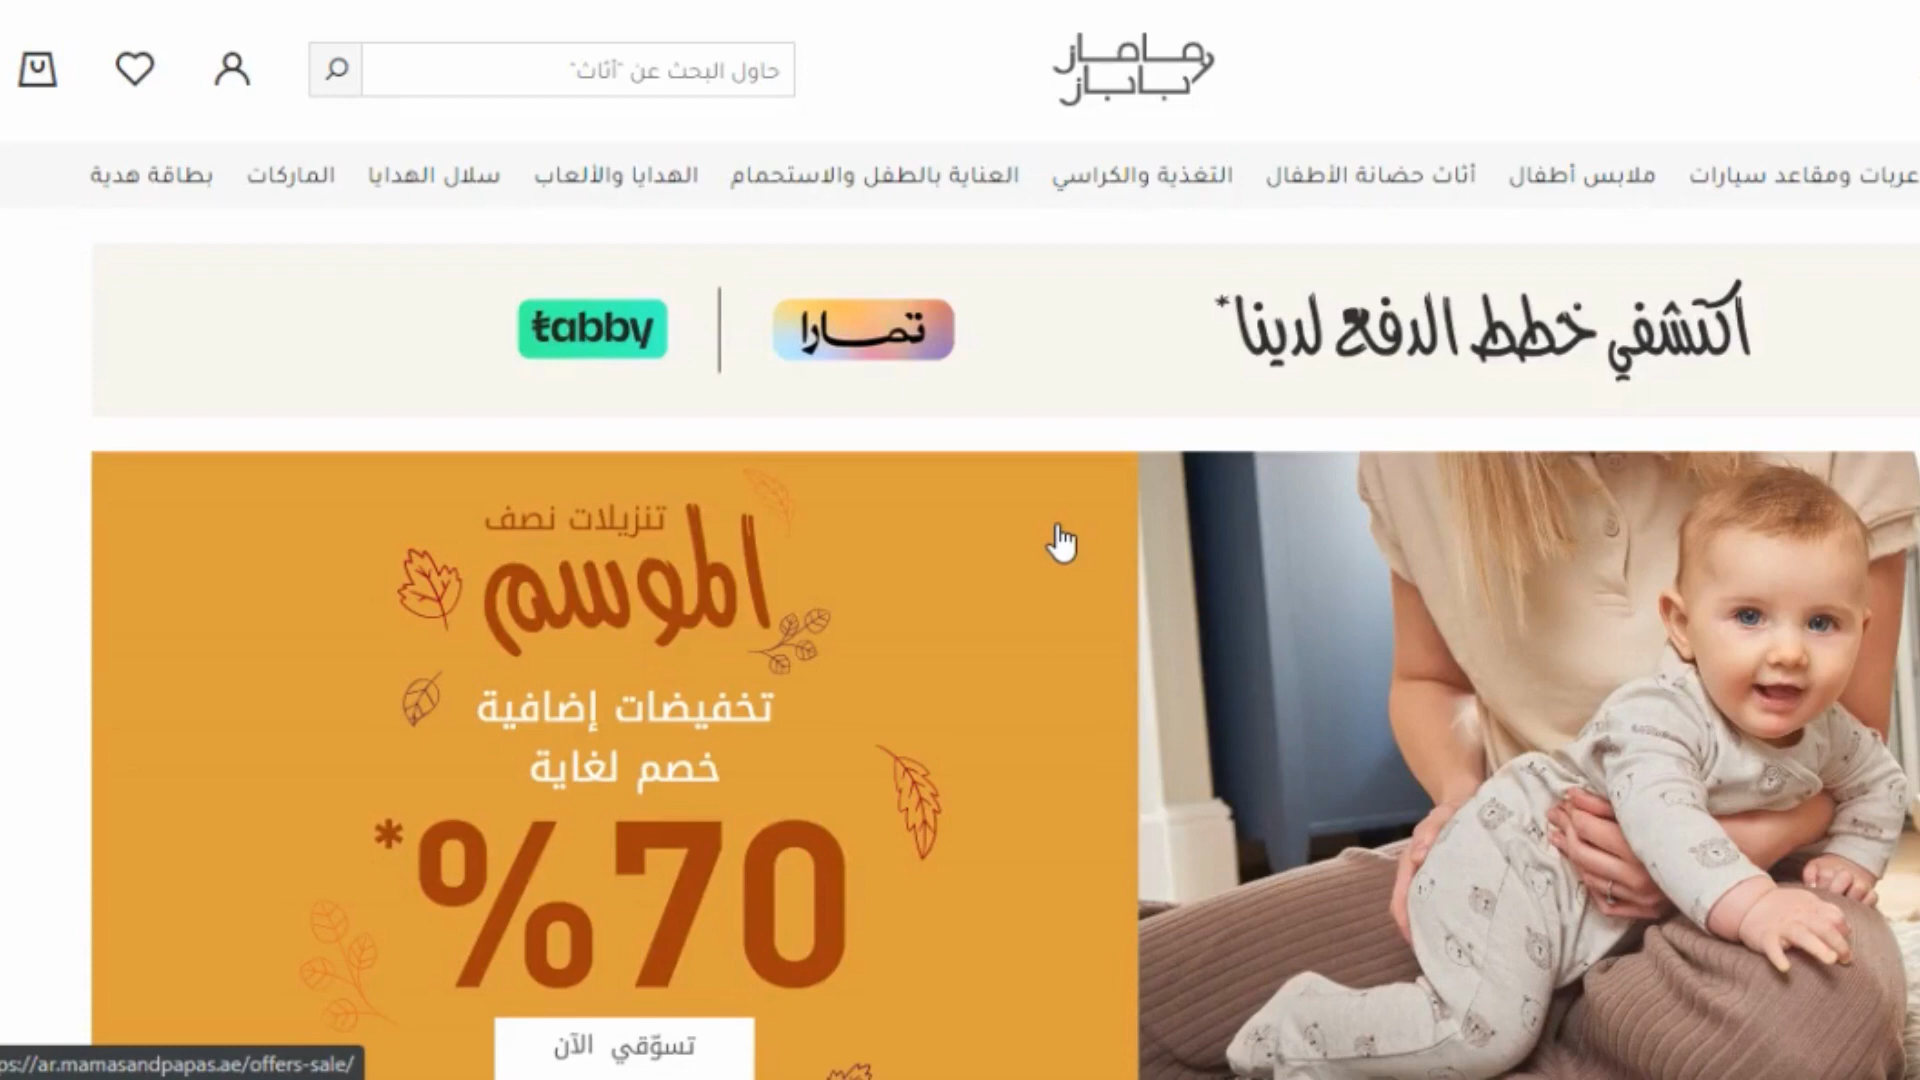 ماماز
باباز
حاول البحث عن "أثاث"
عربات ومقاعد سيارات
ملابس أطفال
أثاث حضانة الأطفال
التغذية والكراسي
العناية بالطفل والاستحمام
الهدايا والألعاب
سلال الهدايا
الماركات
بطاقة هدية
اكتشفي خطط الدفع لدينا*
تمارا
tabby
تنزيلات نصف
الموسم
تخفيضات إضافية
خصم لغاية
%70*
تسوّقي الآن
ps://ar.mamasandpapas.ae/offers-sale/